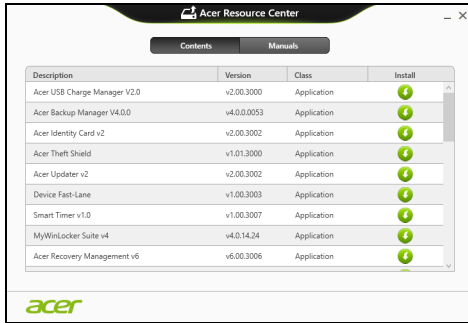 Acer Resource Center
Contents Manuals
Description Version Class Install
Acer USB Charge Manager V2.0 v2.00.3000 Application
Acer Backup Manager V4.0.0 v4.0.0.0053 Application
Acer Identity Card v2 v2.00.3002 Application
Acer Theft Shield v1.01.3000 Application
Acer Updater v2 v2.00.3002 Application
Device Fast-Lane v1.00.3003 Application
Smart Timer v1.0 v1.00.3007 Application
MyWinLocker Suite v4 v4.0.14.24 Application
Acer Recovery Management v6 v6.00.3006 Application
acer